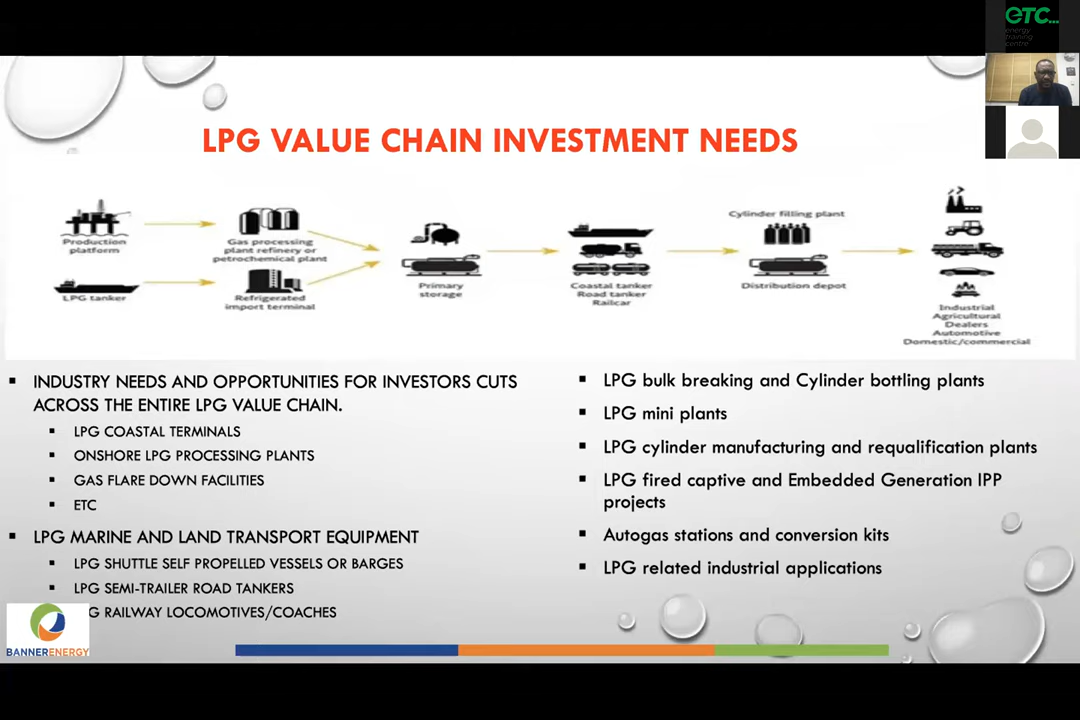 eTC...
energy
training
centre
LPG VALUE CHAIN INVESTMENT NEEDS
Production
platform
LPG tanker
Gas processing
plant refinery or
petrochemical plant
Refrigerated
import terminal
Primary
storage
Coastal tanker
Road tanker
Railcar
Cylinder filling plant
Distribution depot
Industrial
Agricultural
Dealers
Automotive
Domestic/commercial
▪ INDUSTRY NEEDS AND OPPORTUNITIES FOR INVESTORS CUTS
ACROSS THE ENTIRE LPG VALUE CHAIN.
▪ LPG COASTAL TERMINALS
▪ ONSHORE LPG PROCESSING PLANTS
▪ GAS FLARE DOWN FACILITIES
▪ ETC
▪ LPG MARINE AND LAND TRANSPORT EQUIPMENT
▪ LPG SHUTTLE SELF PROPELLED VESSELS OR BARGES
▪ LPG SEMI-TRAILER ROAD TANKERS
G RAILWAY LOCOMOTIVES/COACHES
▪ LPG bulk breaking and Cylinder bottling plants
▪ LPG mini plants
▪ LPG cylinder manufacturing and requalification plants
▪ LPG fired captive and Embedded Generation IPP
projects
▪ Autogas stations and conversion kits
▪ LPG related industrial applications
BANNERENERGY